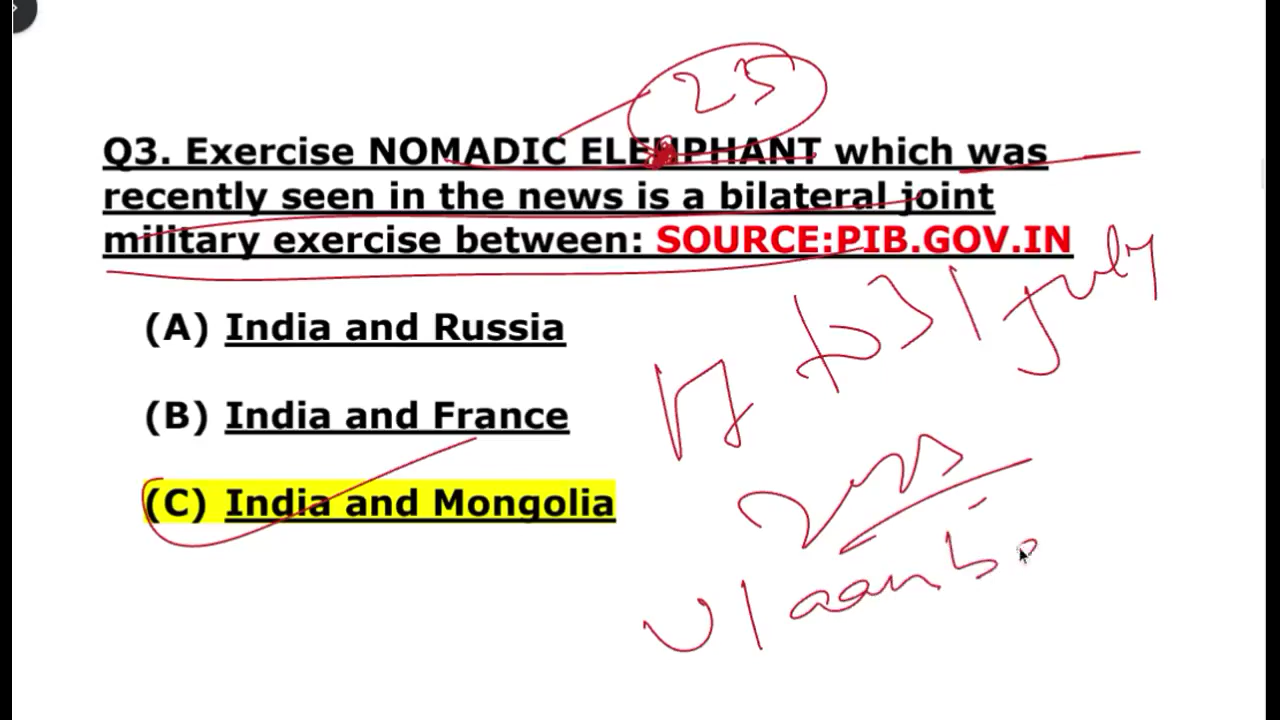 25
Q3. Exercise NOMADIC ELEPHANT which was
recently seen in the news is a bilateral joint
military exercise between: SOURCE:PIB.GOV.IN
(A) India and Russia
(B) India and France
(C) India and Mongolia
17 to 31 July